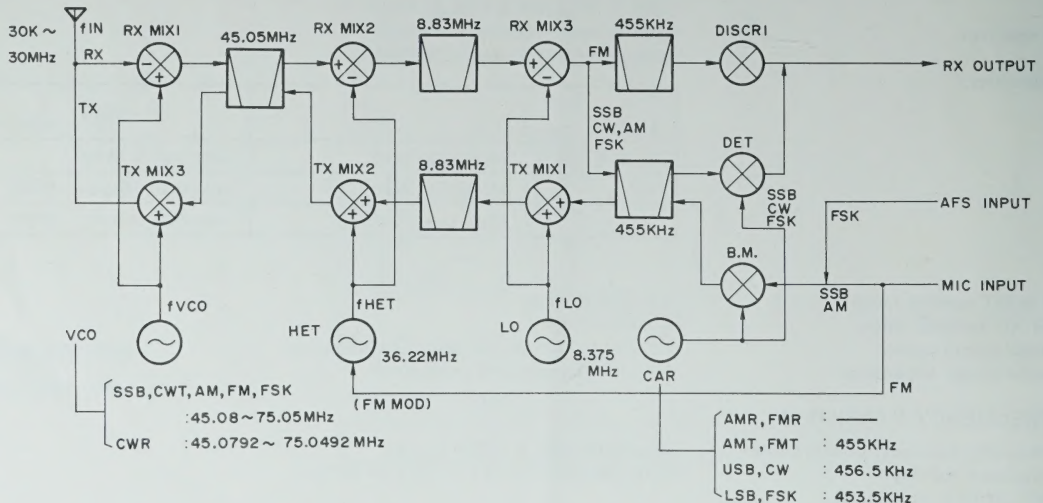 30K ~
30MHz
fIN
RX
TX
RX MIX1
45.05MHz
RX MIX2
8.83MHz
RX MIX3
FM
455KHz
DISCRI
RX OUTPUT
SSB
CW, AM
FSK
TX MIX3
TX MIX2
8.83MHz
TX MIX1
455KHz
DET
SSB
CW
FSK
FSK
AFS INPUT
B.M.
SSB
AM
MIC INPUT
fVCO
fHET
fLO
VCO
HET
36.22MHz
LO
8.375
MHz
CAR
FM
(FM MOD)
SSB, CWT, AM, FM, FSK
:45.08~75.05MHz
CWR :45.0792~ 75.0492 MHz
AMR, FMR : ——
AMT, FMT : 455KHz
USB, CW : 456.5KHz
LSB, FSK : 453.5KHz